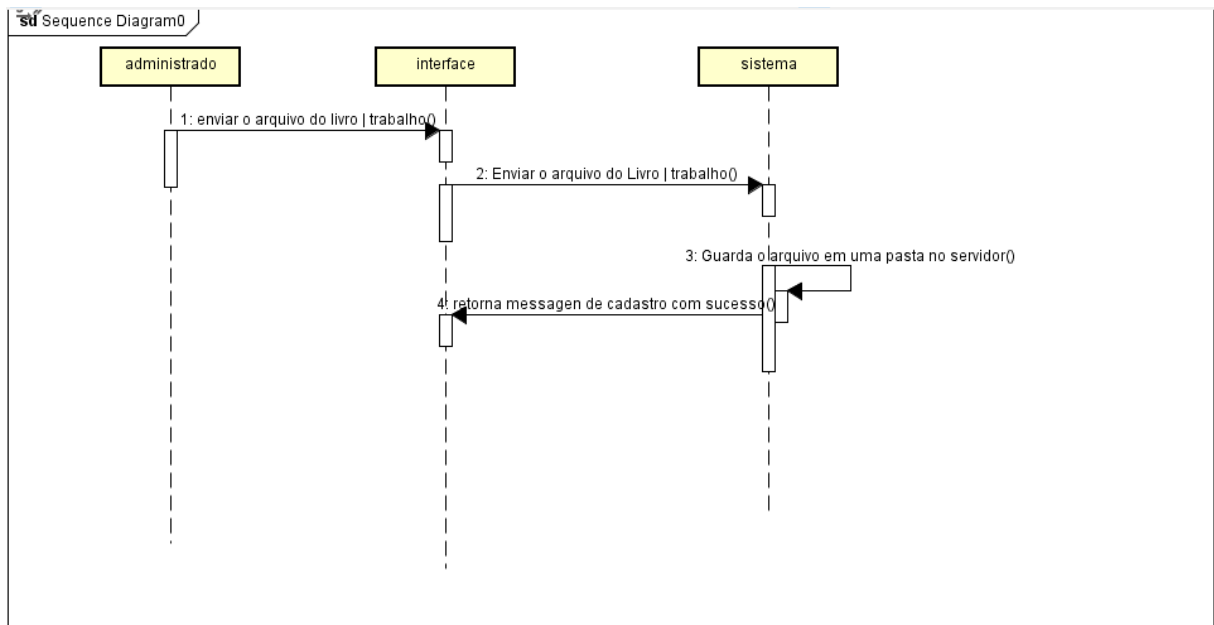 sd Sequence Diagram0
administrado
interface
sistema
1: enviar o arquivo do livro | trabalho()
2: Enviar o arquivo do Livro | trabalho()
3: Guarda o arquivo em uma pasta no servidor()
4: retorna messagen de cadastro com sucesso()